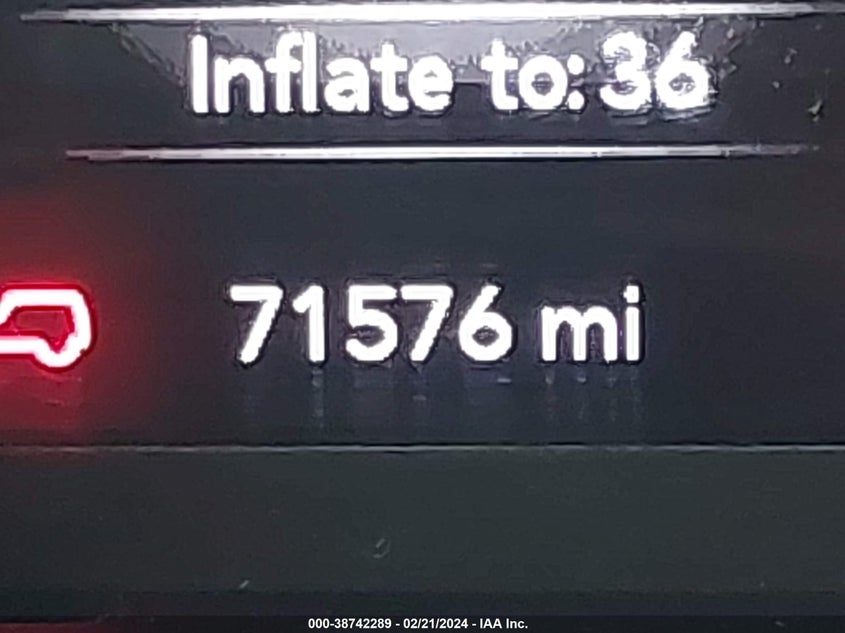 Inflate to: 36
71576 mi
000-38742289 - 02/21/2024 - IAA Inc.